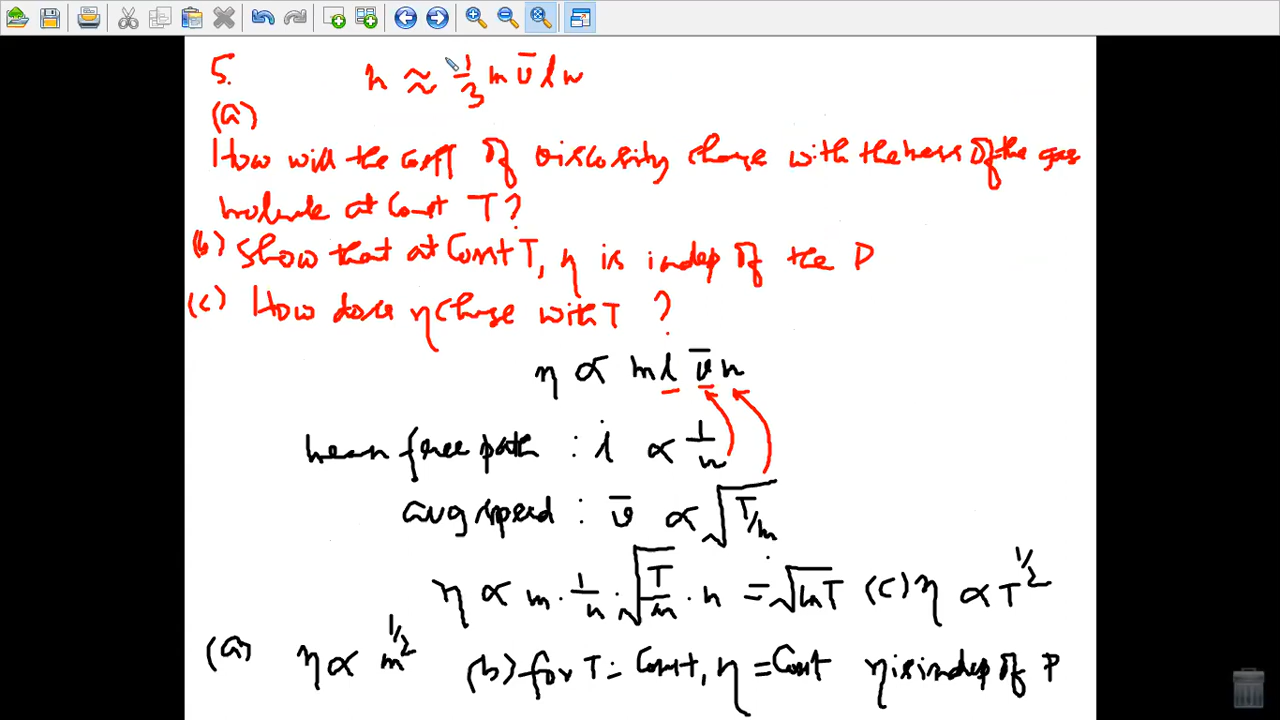 5. η ≈ 1/3 m v̄ l n
(a)
How will the coeff of viscosity change with the mass of the gas
molecule at Const T?
(b) Show that at Const T, η is indep of the P
(c) How does η change with T ?
η ∝ m l v̄ n
mean free path : l ∝ 1/n
avg speed : v̄ ∝ √T/m
η ∝ m · 1/n · √T/m · n = √mT (c) η ∝ T^1/2
(a) η ∝ m^1/2 (b) for T = Const, η = Const η is indep of P